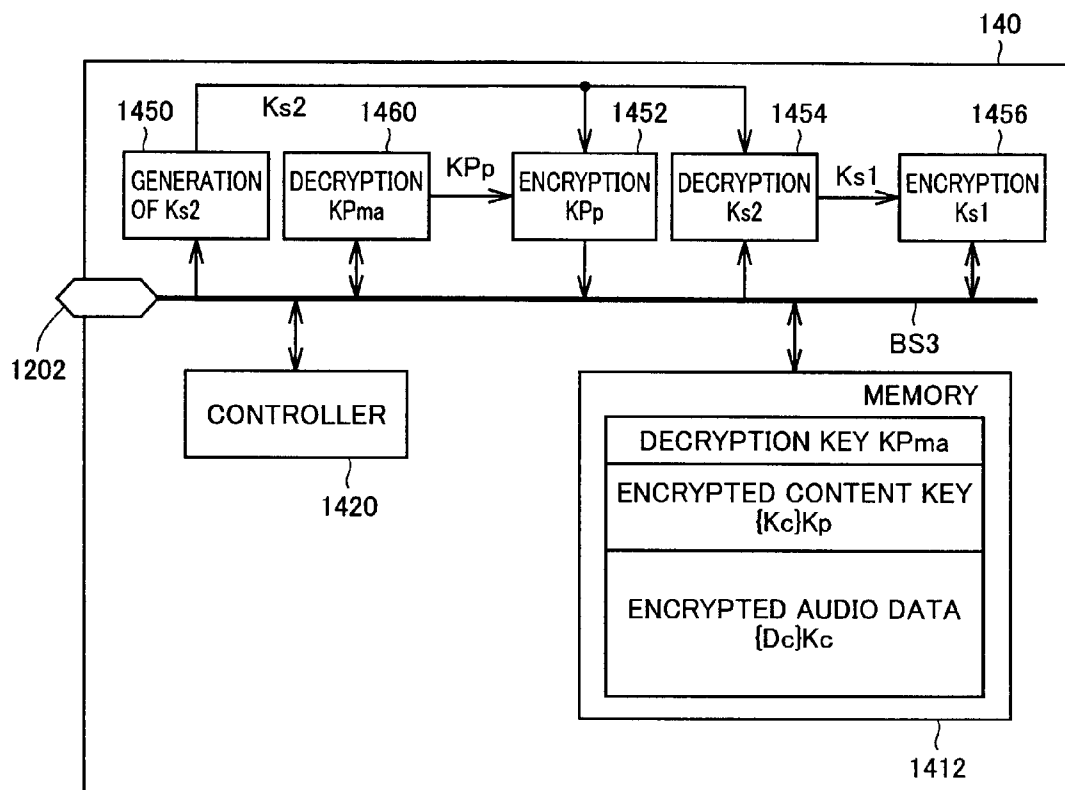 140
1450
Ks2
1460
1452
1454
1456
GENERATION
OF Ks2
DECRYPTION
KPma
KPp
ENCRYPTION
KPp
DECRYPTION
Ks2
Ks1
ENCRYPTION
Ks1
1202
BS3
CONTROLLER
1420
MEMORY
DECRYPTION KEY KPma
ENCRYPTED CONTENT KEY
{Kc}Kp
ENCRYPTED AUDIO DATA
{Dc}Kc
1412